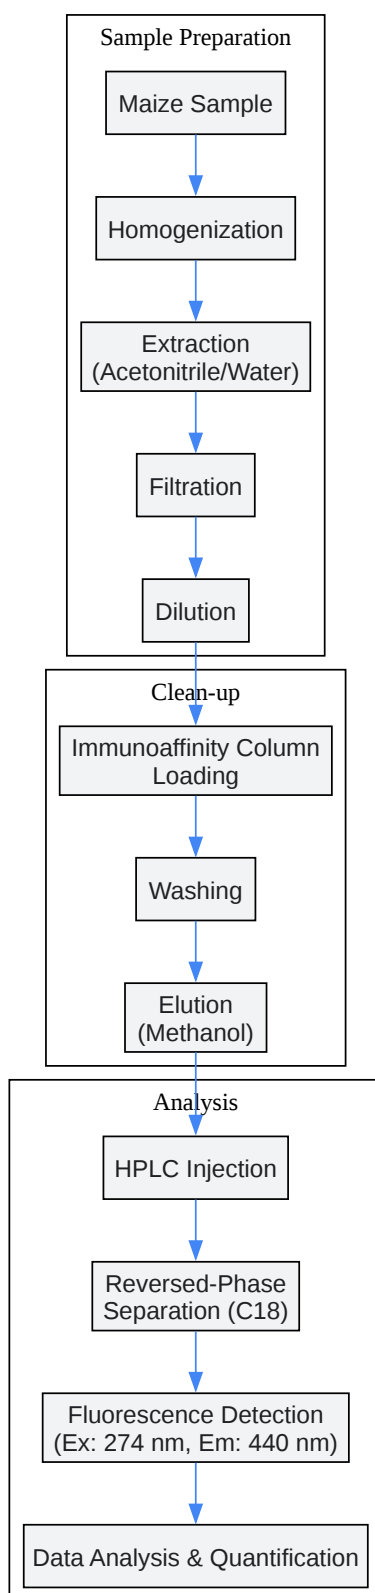 Sample Preparation
Maize Sample
Homogenization
Extraction
(Acetonitrile/Water)
Filtration
Dilution
Clean-up
Immunoaffinity Column
Loading
Washing
Elution
(Methanol)
Analysis
HPLC Injection
Reversed-Phase
Separation (C18)
Fluorescence Detection
(Ex: 274 nm, Em: 440 nm)
Data Analysis & Quantification